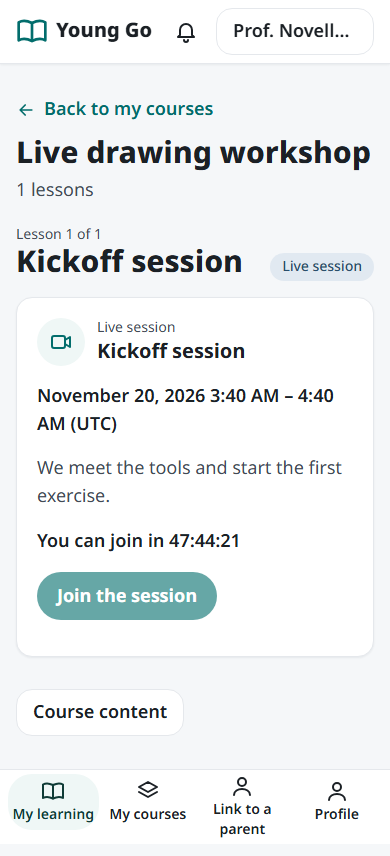 Young Go
Prof. Novell...
Back to my courses
Live drawing workshop
1 lessons
Lesson 1 of 1
Kickoff session
Live session
Live session
Kickoff session
November 20, 2026 3:40 AM – 4:40
AM (UTC)
We meet the tools and start the first
exercise.
You can join in 47:44:21
Join the session
Course content
My learning
My courses
Link to a
parent
Profile